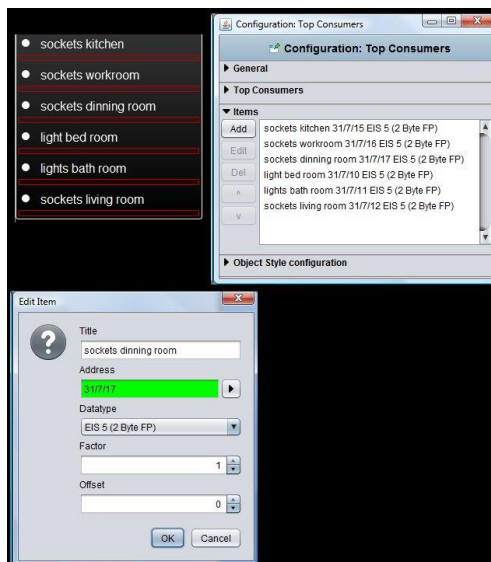 sockets kitchen
sockets workroom
sockets dinning room
light bed room
lights bath room
sockets living room
Configuration: Top Consumers
Configuration: Top Consumers
General
Top Consumers
Items
Add
Edit
Del
^
v
sockets kitchen 31/7/15 EIS 5 (2 Byte FP)
sockets workroom 31/7/16 EIS 5 (2 Byte FP)
sockets dinning room 31/7/17 EIS 5 (2 Byte FP)
light bed room 31/7/10 EIS 5 (2 Byte FP)
lights bath room 31/7/11 EIS 5 (2 Byte FP)
sockets living room 31/7/12 EIS 5 (2 Byte FP)
Object Style configuration
Edit Item
Title
sockets dinning room
Address
31/7/17
Datatype
EIS 5 (2 Byte FP)
Factor
1
Offset
0
OK Cancel